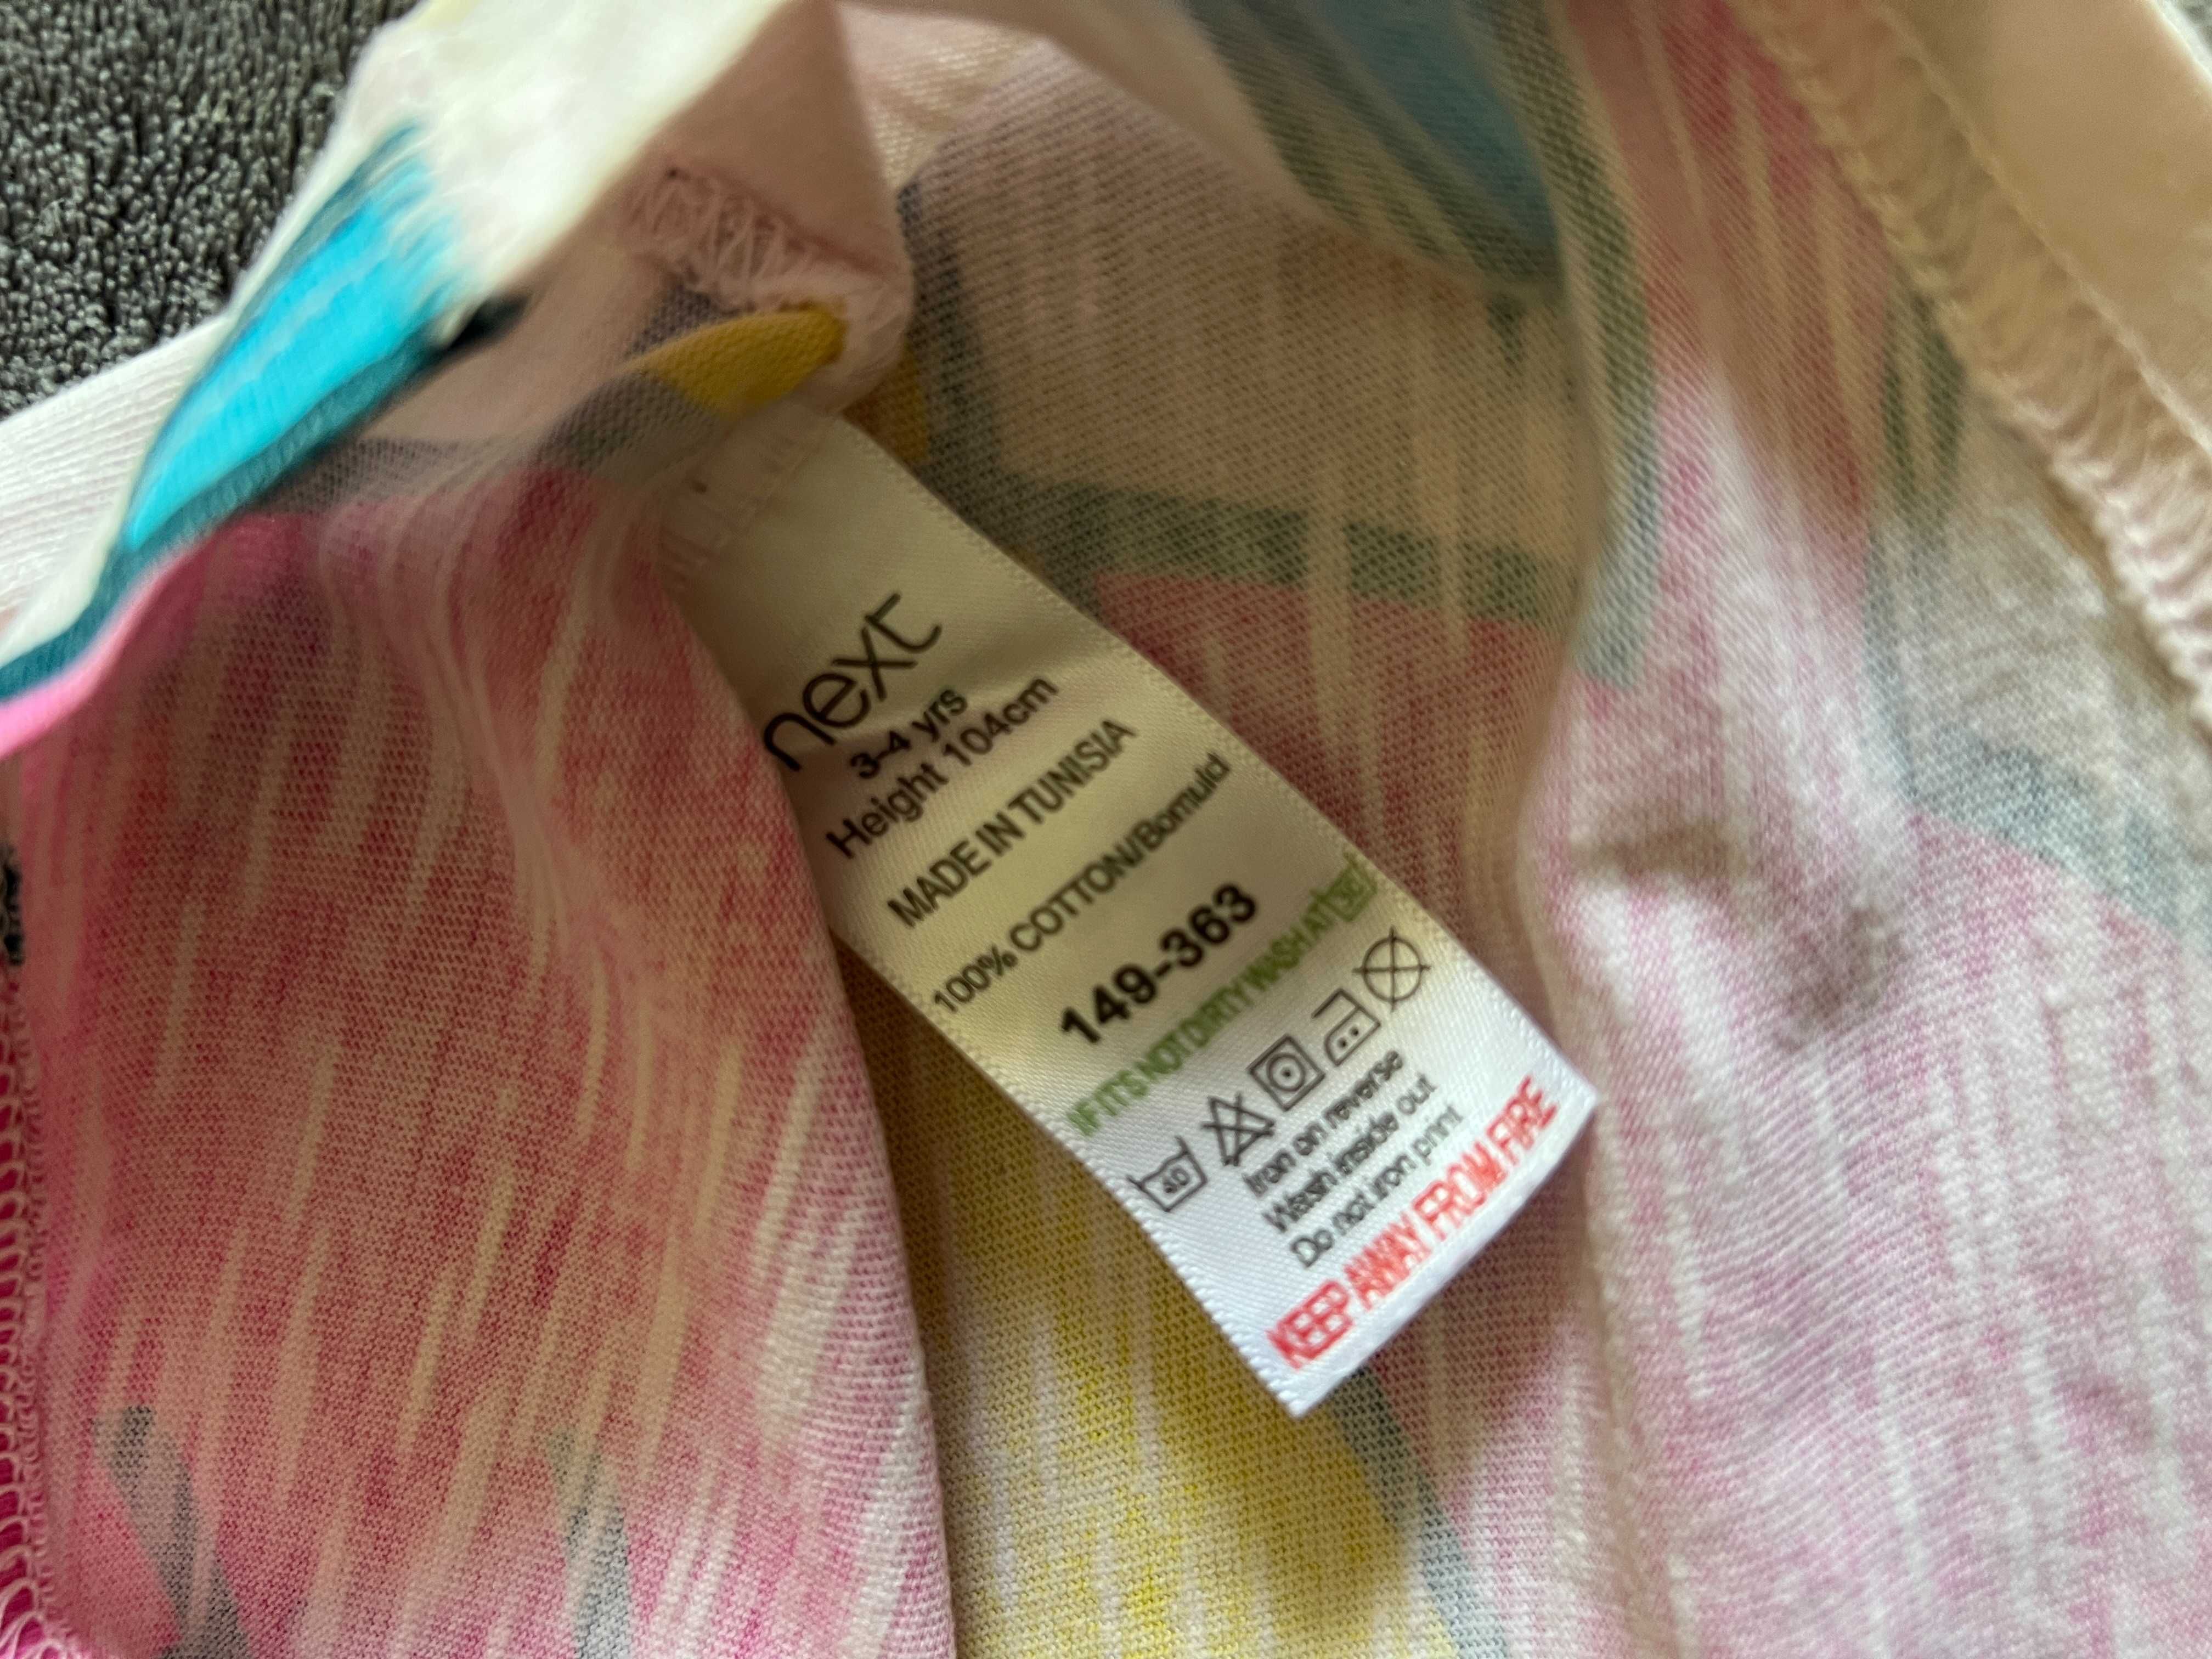 next
3-4 yrs
Height 104cm
MADE IN TUNISIA
100% COTTON/Bomuld
149-363
IF IT'S NOT DIRTY WASH AT 30
40
Iron on reverse
Wash inside out
Do not iron print
KEEP AWAY FROM FIRE